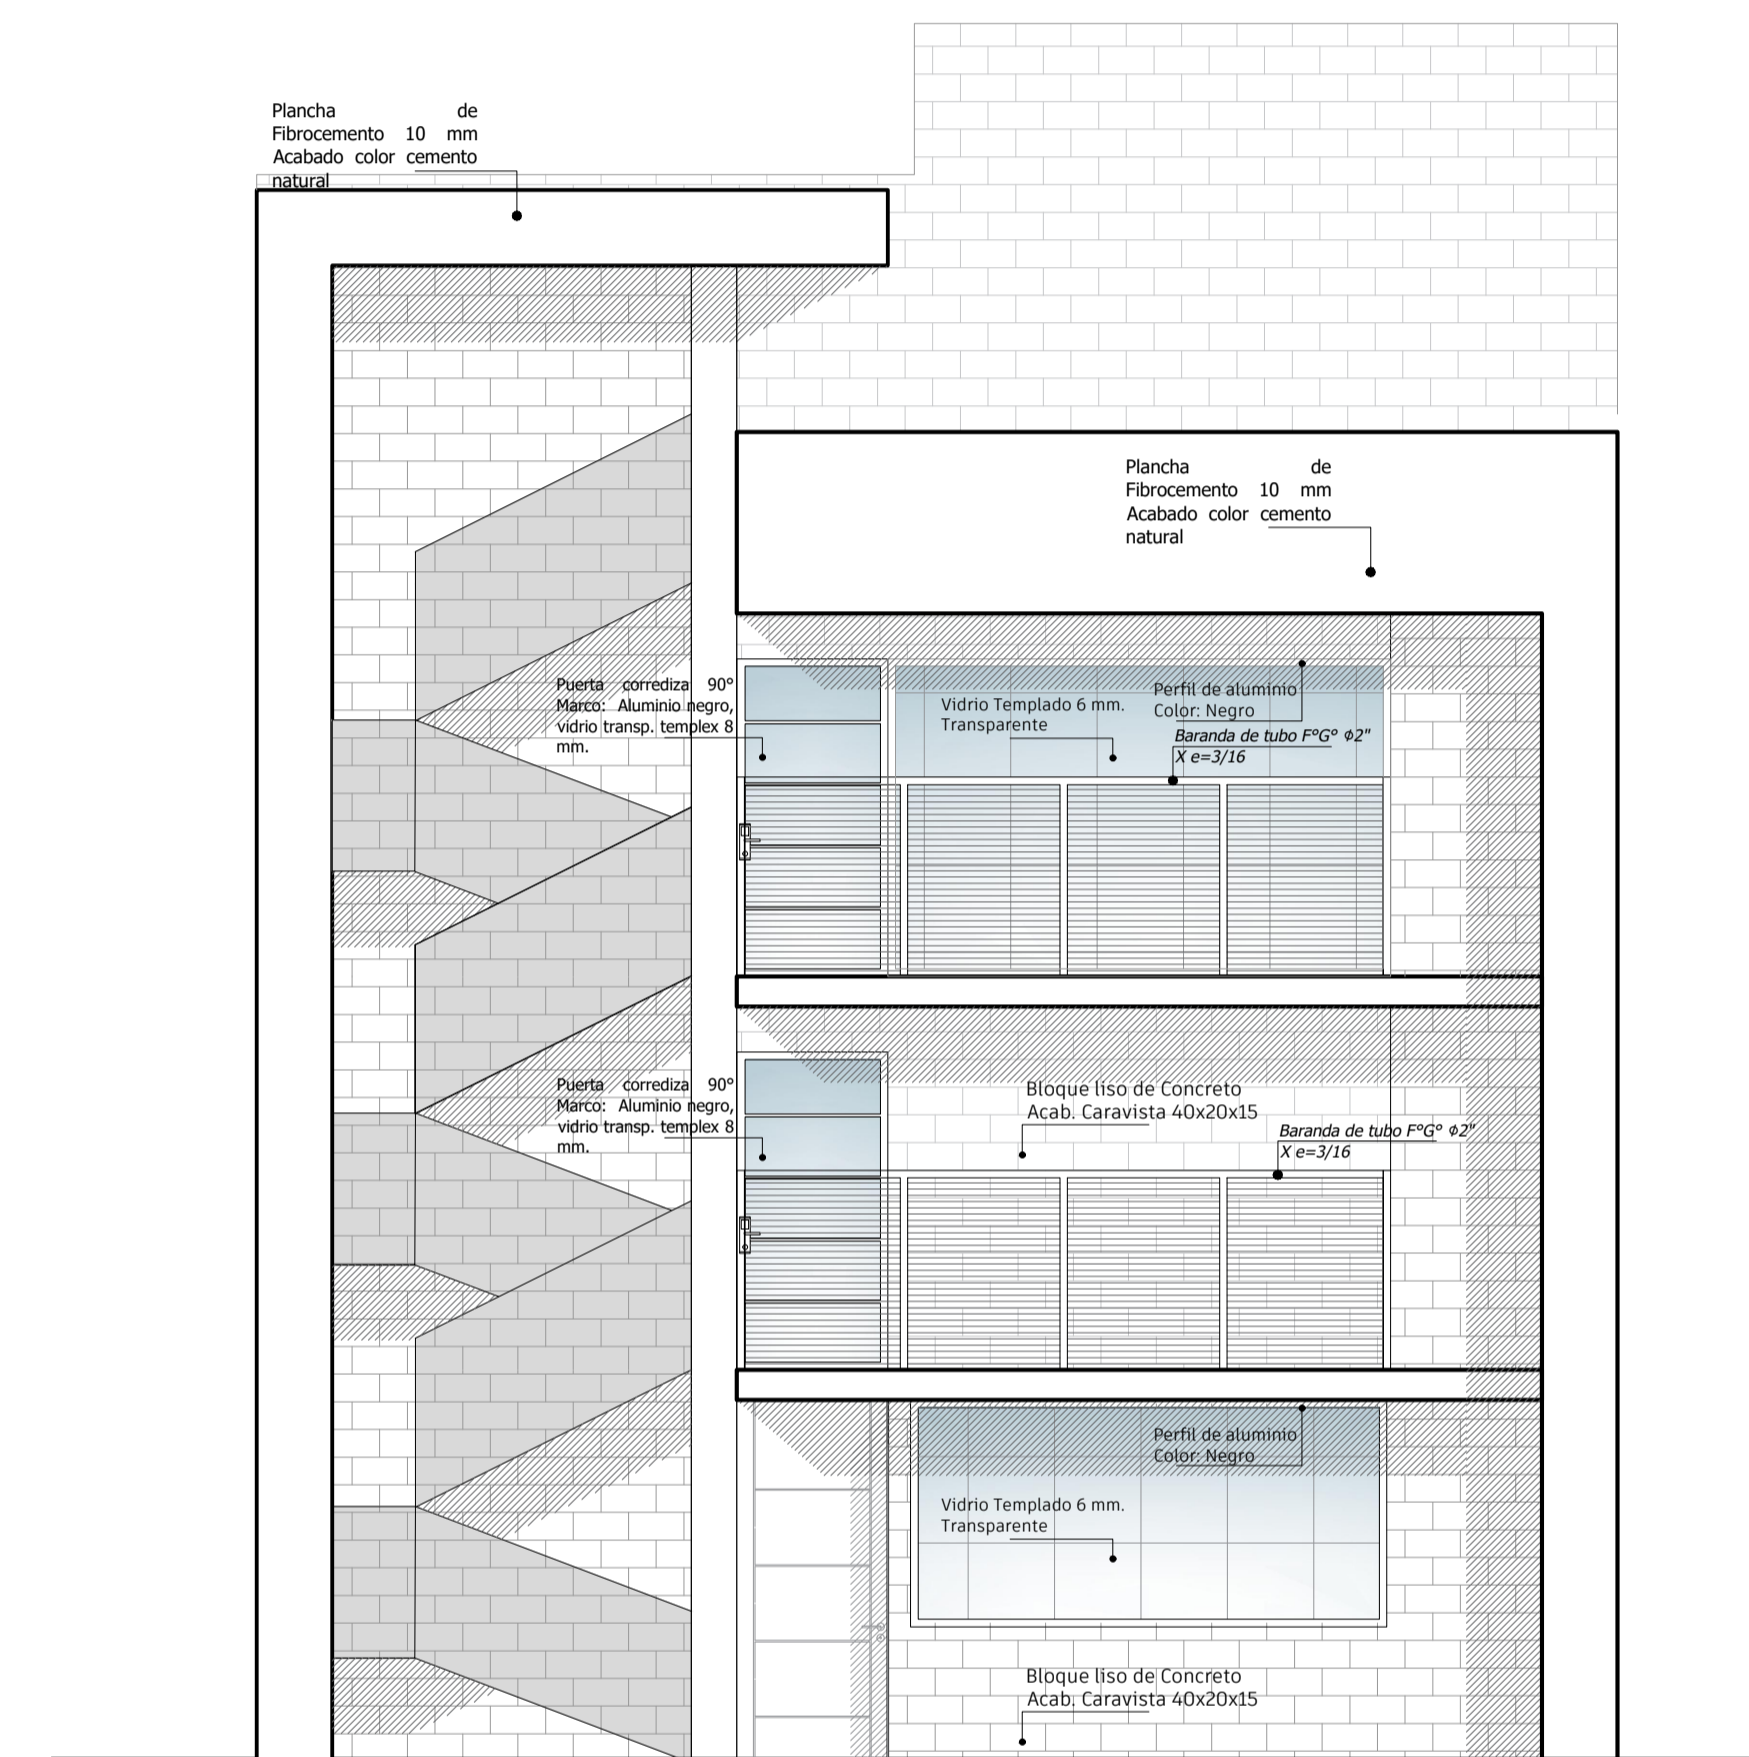 Plancha de
Fibrocemento 10 mm
Acabado color cemento
natural
Plancha de
Fibrocemento 10 mm
Acabado color cemento
natural
Puerta corrediza 90°
Marco: Aluminio negro,
vidrio transp. templex 8
mm.
Vidrio Templado 6 mm.
Transparente
Perfil de aluminio
Color: Negro
Baranda de tubo F°G° Φ2"
X e=3/16
Puerta corrediza 90°
Marco: Aluminio negro,
vidrio transp. templex 8
mm.
Bloque liso de Concreto
Acab. Caravista 40x20x15
Baranda de tubo F°G° Φ2"
X e=3/16
Perfil de aluminio
Color: Negro
Vidrio Templado 6 mm.
Transparente
Bloque liso de Concreto
Acab. Caravista 40x20x15